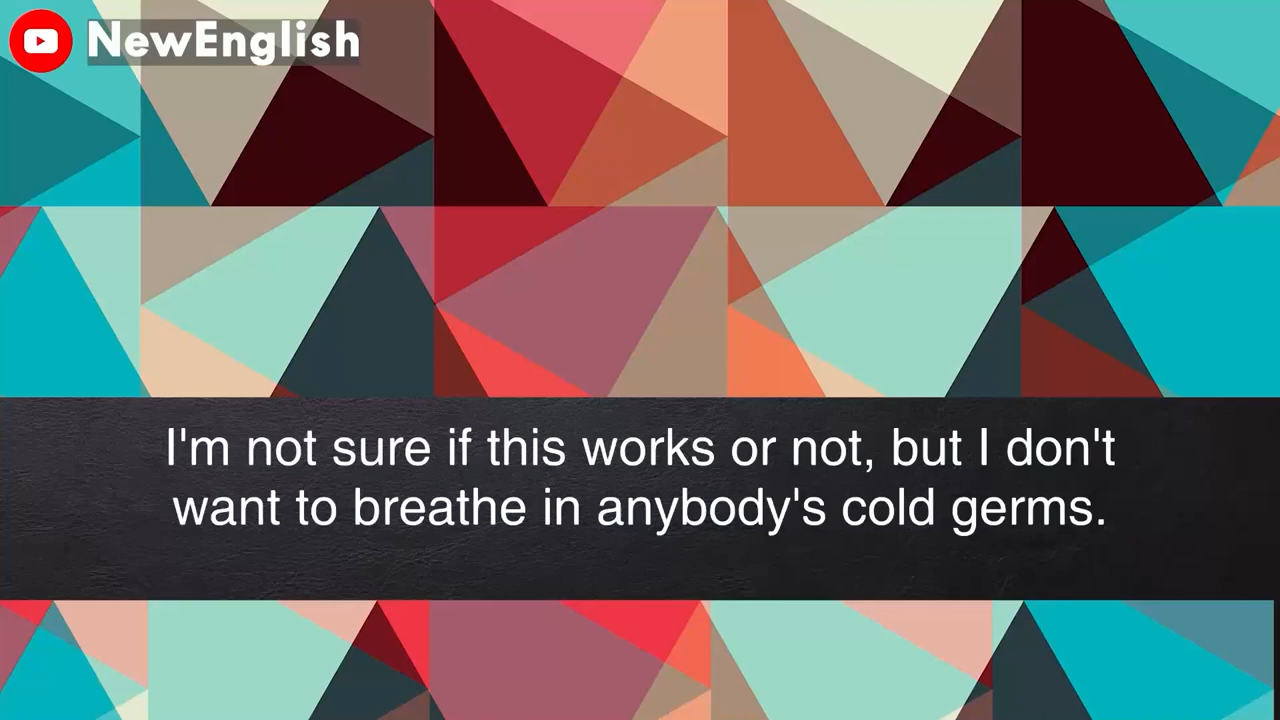 NewEnglish
I'm not sure if this works or not, but I don't
want to breathe in anybody's cold germs.